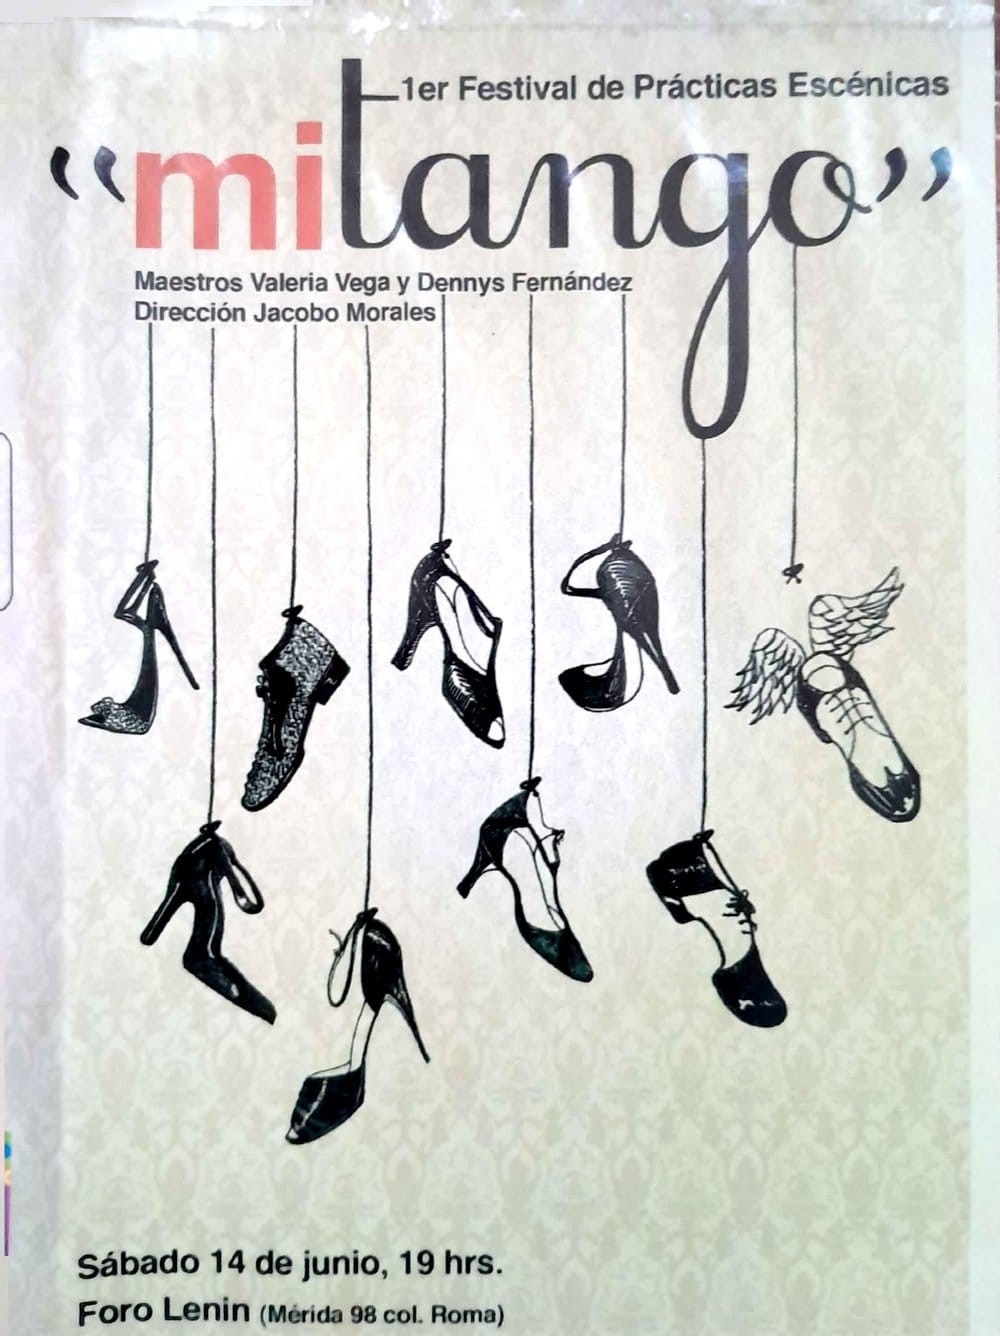 1er Festival de Prácticas Escénicas
“mitango”
Maestros Valeria Vega y Dennys Fernández
Dirección Jacobo Morales
Sábado 14 de junio, 19 hrs.
Foro Lenin (Mérida 98 col. Roma)